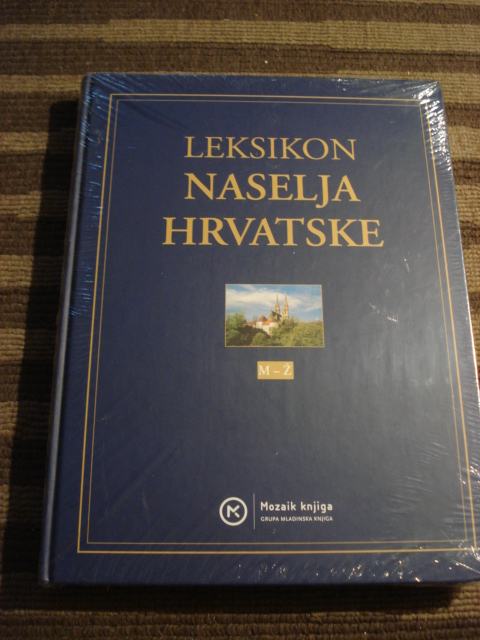 LEKSIKON
NASELJA
HRVATSKE
M – Ž
Mozaik knjiga
GRUPA MLADINSKA KNJIGA